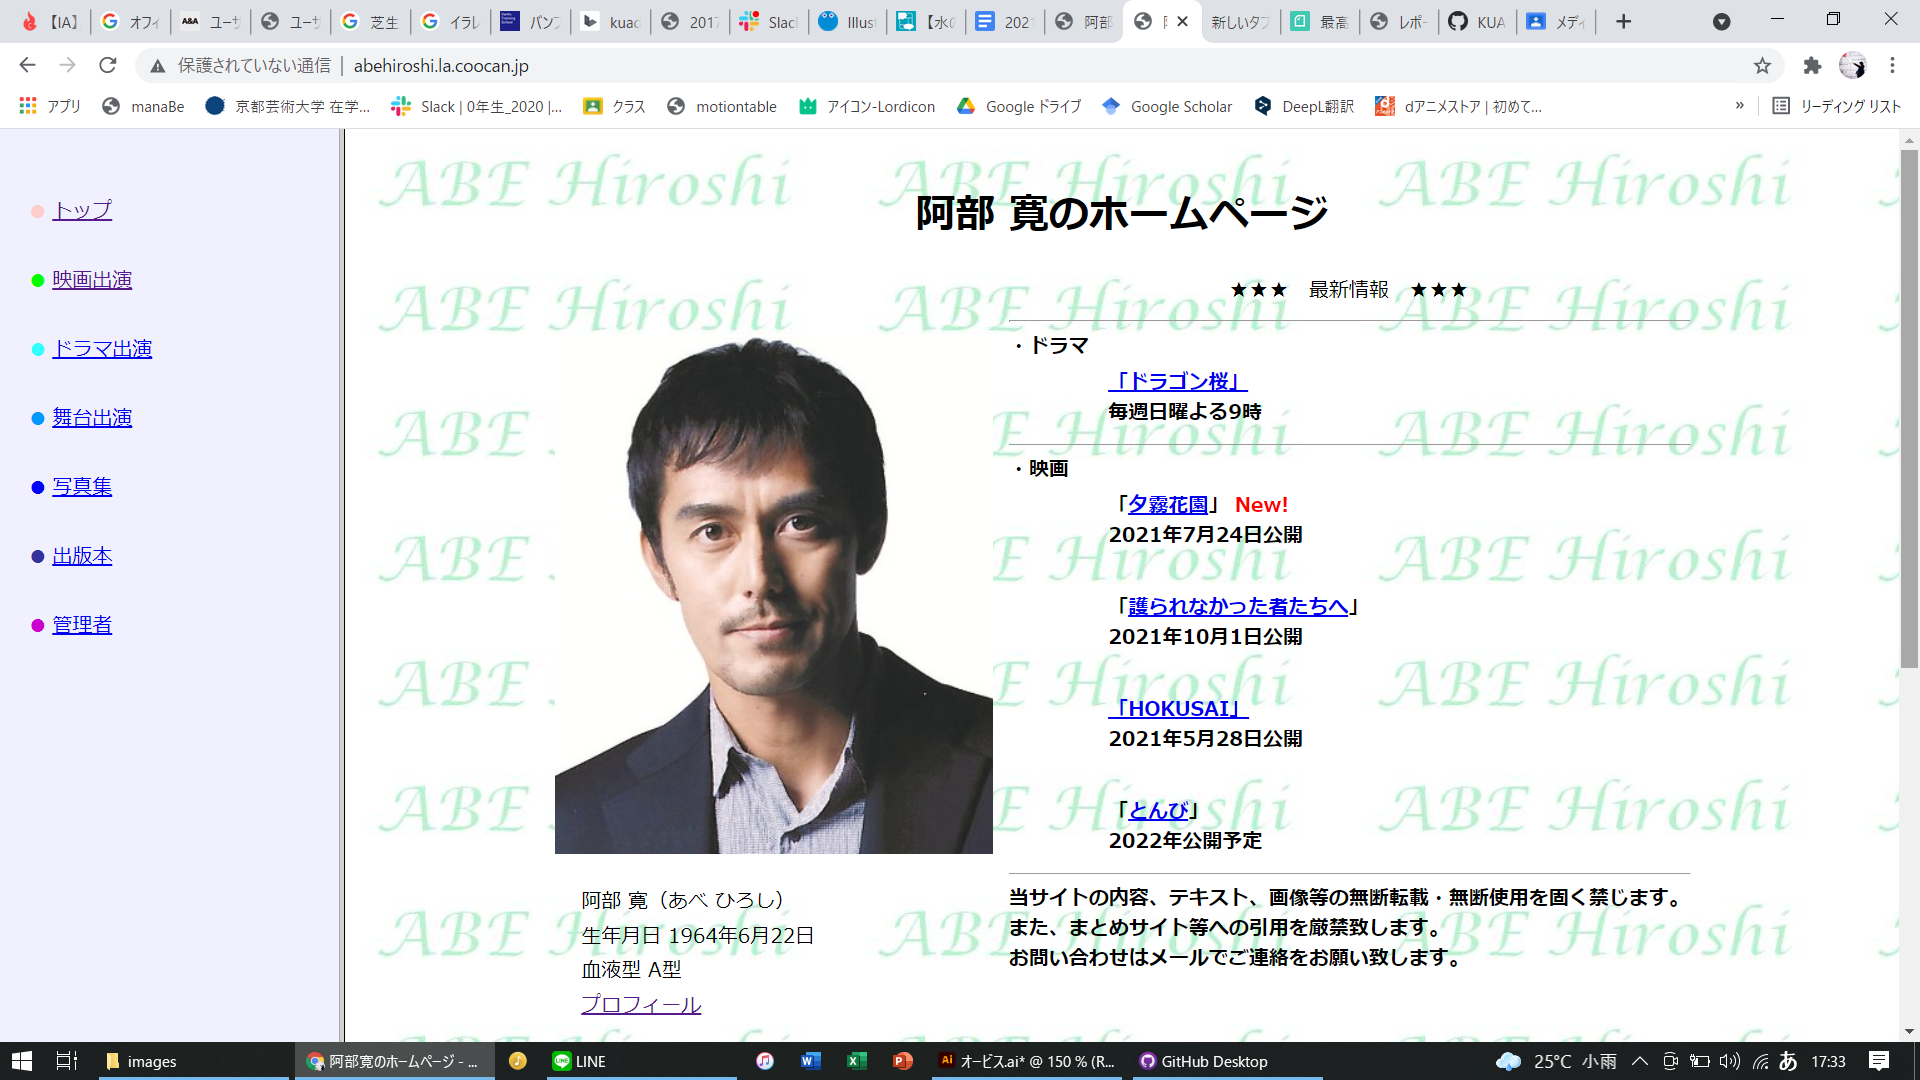 【IA】
オフィ
A&A
ユーサ
ユーサ
芝生
イラレ
バンフ
kuac
2017
Slac
Illus
【水の
2021
阿部
新しいタブ
最高
レポー
KUA
メディ
保護されていない通信
abehiroshi.la.coocan.jp
アプリ
manaBe
京都芸術大学 在学...
Slack | 0年生_2020 |...
クラス
motiontable
アイコン-Lordicon
Google ドライブ
Google Scholar
DeepL翻訳
dアニメストア | 初めて...
»
リーディング リスト
トップ
映画出演
ドラマ出演
舞台出演
写真集
出版本
管理者
ABE Hiroshi
阿部 寛のホームページ
★★★　最新情報　★★★
・ドラマ
「ドラゴン桜」
毎週日曜よる9時
・映画
「夕霧花園」 New!
2021年7月24日公開
「護られなかった者たちへ」
2021年10月1日公開
「HOKUSAI」
2021年5月28日公開
「とんび」
2022年公開予定
当サイトの内容、テキスト、画像等の無断転載・無断使用を固く禁じます。
また、まとめサイト等への引用を厳禁致します。
お問い合わせはメールでご連絡をお願い致します。
阿部 寛（あべ ひろし）
生年月日 1964年6月22日
血液型 A型
プロフィール
images
阿部寛のホームページ - ...
LINE
オービス.ai* @ 150 % (R...
GitHub Desktop
25°C 小雨
あ
17:33